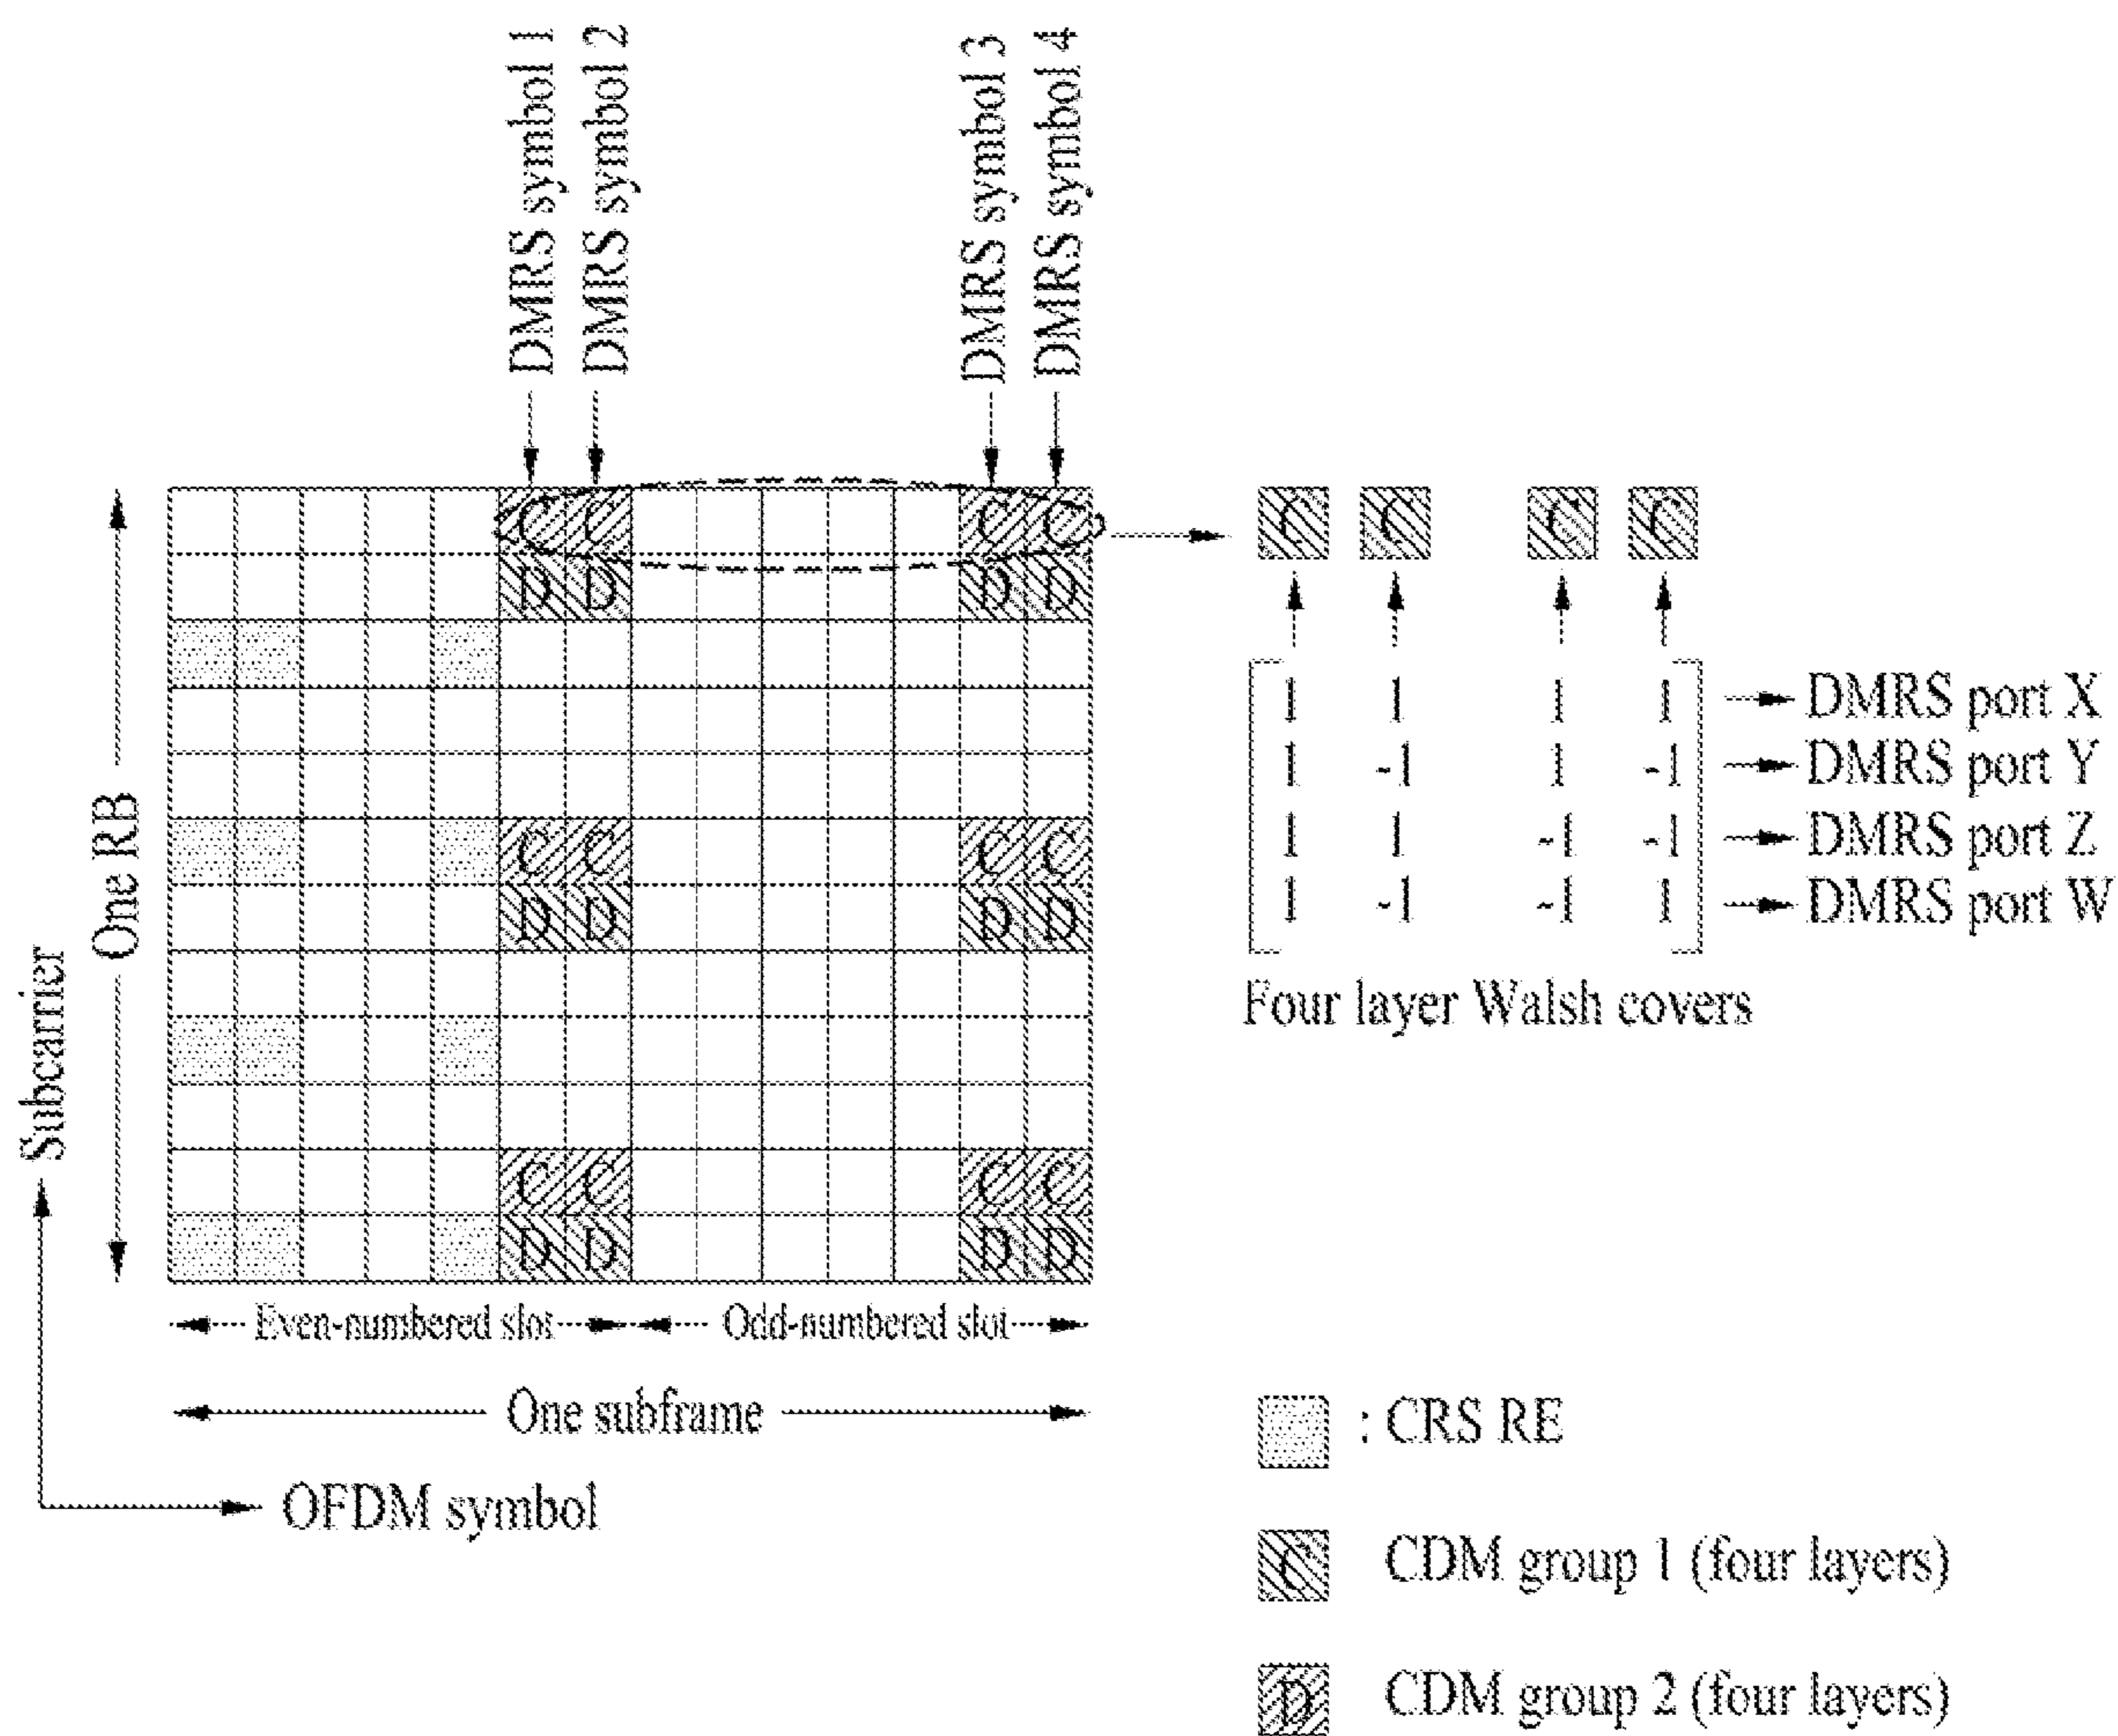 DMRS symbol 1
DMRS symbol 2
DMRS symbol 3
DMRS symbol 4
C C C C
D D D D
C C C C
D D D D
C C C C
D D D D
C C C C
1 1 1 1 DMRS port X
1 -1 1 -1 DMRS port Y
1 1 -1 -1 DMRS port Z
1 -1 -1 1 DMRS port W
Four layer Walsh covers
One RB
Subcarrier
Even-numbered slot Odd-numbered slot
One subframe
OFDM symbol
: CRS RE
C CDM group 1 (four layers)
D CDM group 2 (four layers)